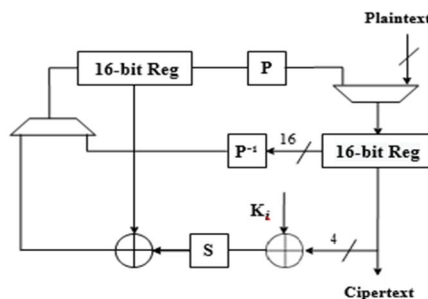 Plaintext
16-bit Reg
P
P⁻¹
16
16-bit Reg
Kᵢ
S
4
Cipertext